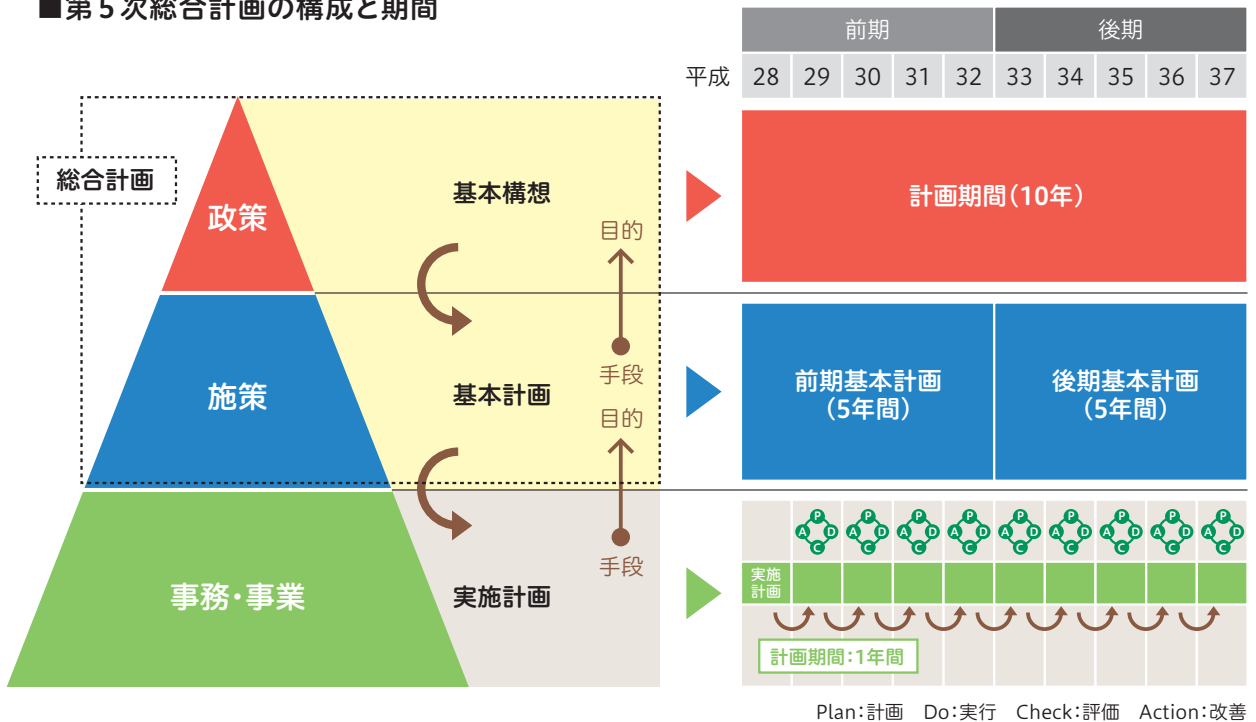 ■第5次総合計画の構成と期間
前期 後期
平成 28 29 30 31 32 33 34 35 36 37
総合計画
政策
基本構想
目的
手段
計画期間(10年)
施策
基本計画
目的
手段
前期基本計画
(5年間)
後期基本計画
(5年間)
事務・事業
実施計画
P A D C P A D C P A D C P A D C P A D C P A D C P A D C P A D C P A D C
実施
計画
計画期間:1年間
Plan:計画 Do:実行 Check:評価 Action:改善